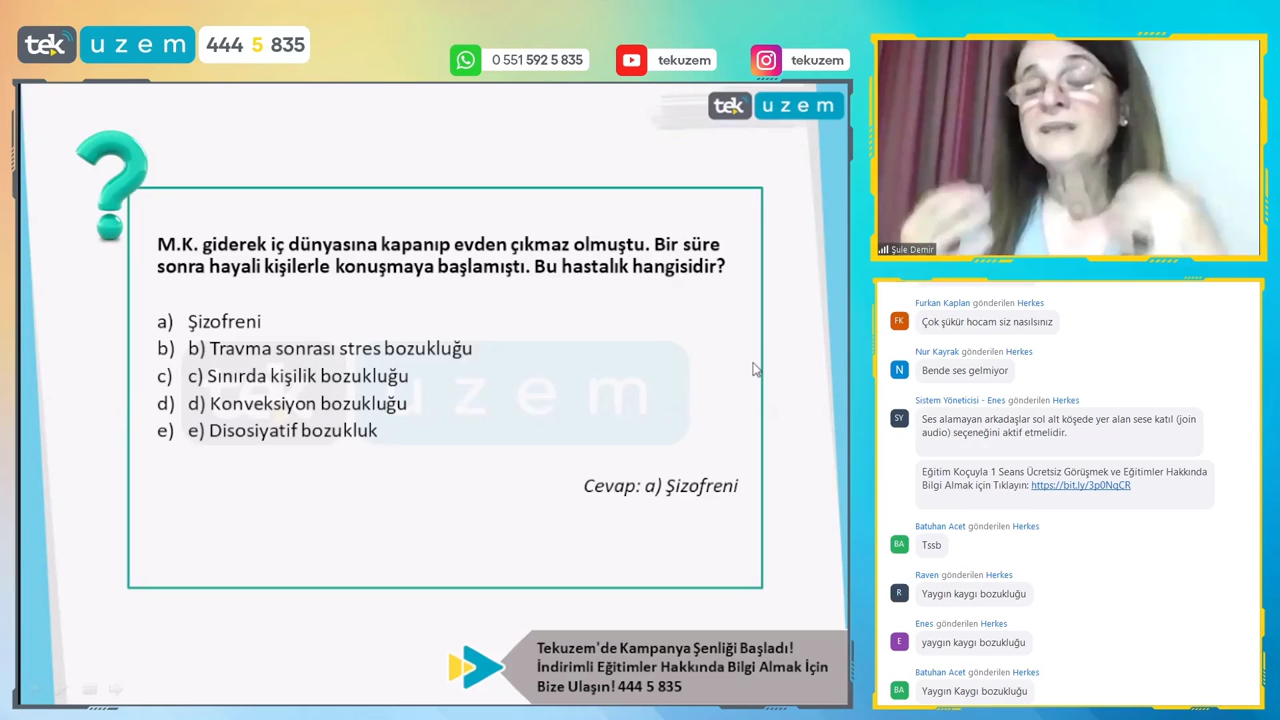 tek uzem 444 5 835
0 551 592 5 835
tekuzem
tekuzem
tek uzem
?
M.K. giderek iç dünyasına kapanıp evden çıkmaz olmuştu. Bir süre
sonra hayali kişilerle konuşmaya başlamıştı. Bu hastalık hangisidir?
a) Şizofreni
b) b) Travma sonrası stres bozukluğu
c) c) Sınırda kişilik bozukluğu
d) d) Konveksiyon bozukluğu
e) e) Disosiyatif bozukluk
uzem
Cevap: a) Şizofreni
Tekuzem'de Kampanya Şenliği Başladı!
İndirimli Eğitimler Hakkında Bilgi Almak İçin
Bize Ulaşın! 444 5 835
Şule Demir
Furkan Kaplan gönderilen Herkes
FK
Çok şükür hocam siz nasılsınız
Nur Kayrak gönderilen Herkes
N
Bende ses gelmiyor
Sistem Yöneticisi - Enes gönderilen Herkes
SY
Ses alamayan arkadaşlar sol alt köşede yer alan sese katıl (join
audio) seçeneğini aktif etmelidir.
Eğitim Koçuyla 1 Seans Ücretsiz Görüşmek ve Eğitimler Hakkında
Bilgi Almak için Tıklayın: https://bit.ly/3p0NqCR
Batuhan Acet gönderilen Herkes
BA
Tssb
Raven gönderilen Herkes
R
Yaygın kaygı bozukluğu
Enes gönderilen Herkes
E
yaygın kaygı bozukluğu
Batuhan Acet gönderilen Herkes
BA
Yaygın Kaygı bozukluğu